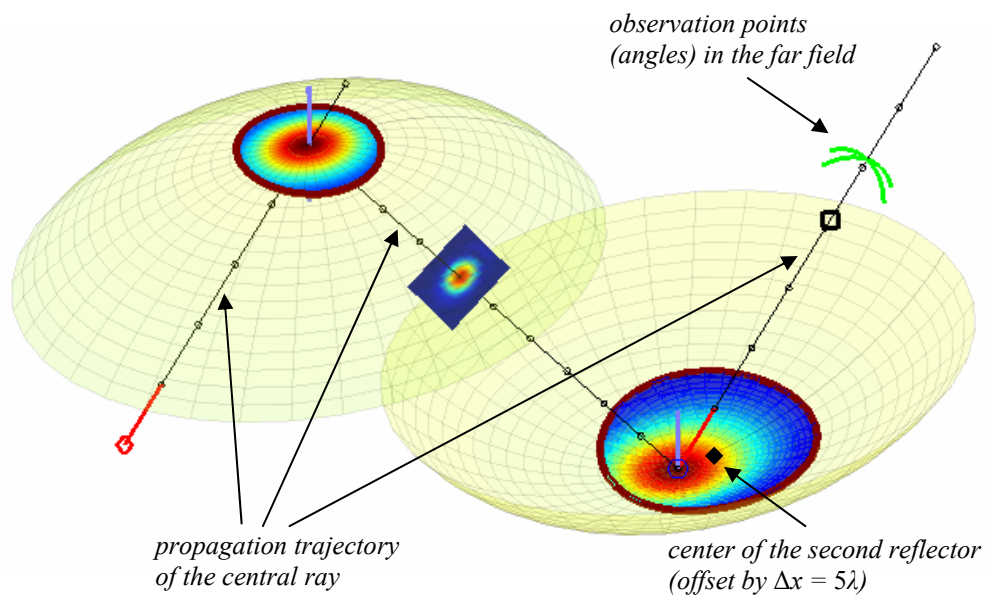 observation points
(angles) in the far field
propagation trajectory
of the central ray
center of the second reflector
(offset by Δx = 5λ)